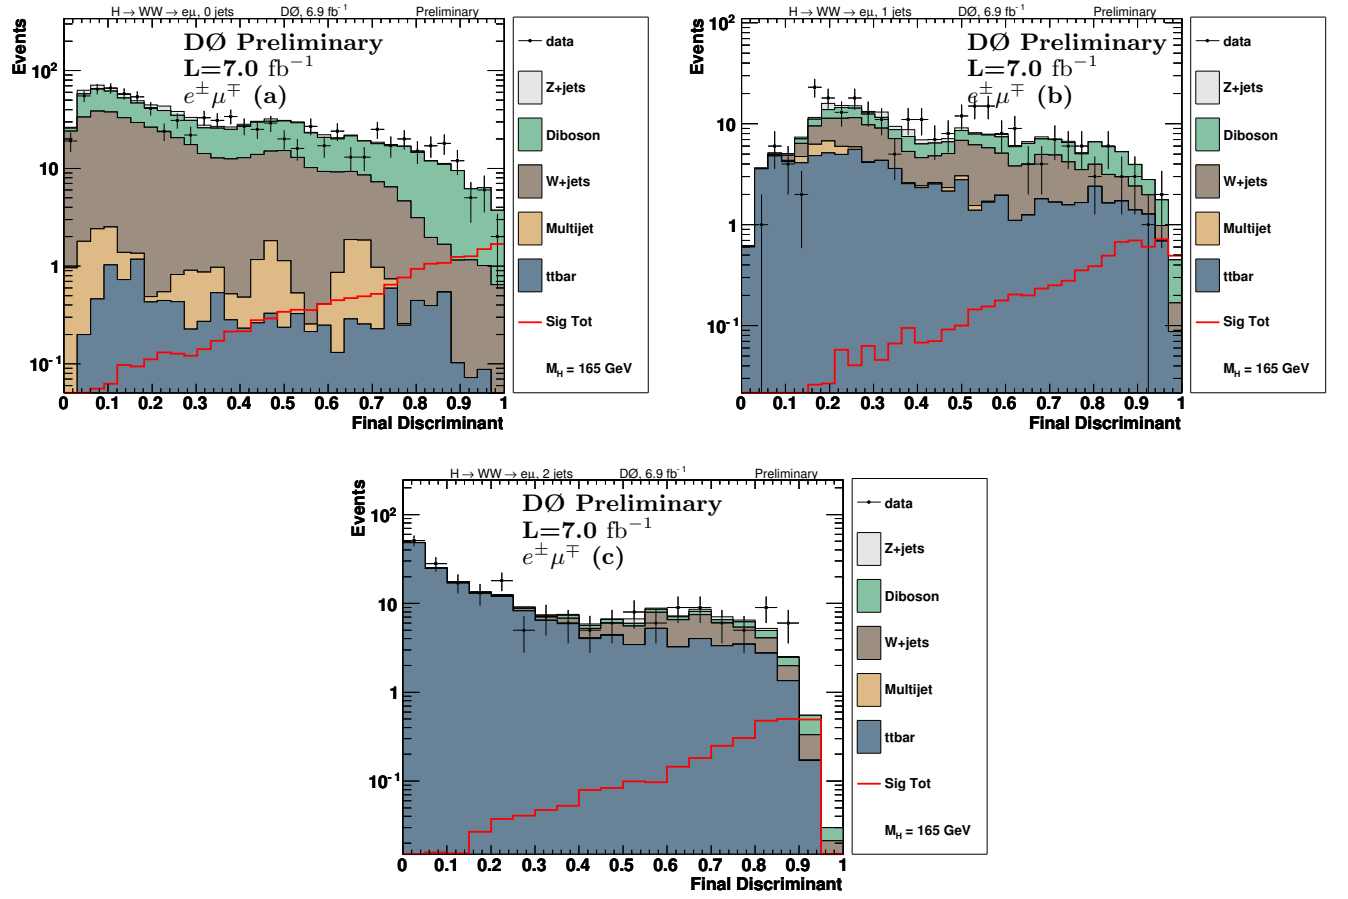 H → WW → eμ, 0 jets DØ, 6.9 fb⁻¹ Preliminary
DØ Preliminary
L=7.0 fb⁻¹
e±μ∓ (a)
Events
10²
10
1
10⁻¹
0 0.1 0.2 0.3 0.4 0.5 0.6 0.7 0.8 0.9 1
Final Discriminant
data
Z+jets
Diboson
W+jets
Multijet
ttbar
Sig Tot
M_H = 165 GeV
H → WW → eμ, 1 jets DØ, 6.9 fb⁻¹ Preliminary
DØ Preliminary
L=7.0 fb⁻¹
e±μ∓ (b)
Events
10²
10
1
10⁻¹
0 0.1 0.2 0.3 0.4 0.5 0.6 0.7 0.8 0.9 1
Final Discriminant
data
Z+jets
Diboson
W+jets
Multijet
ttbar
Sig Tot
M_H = 165 GeV
H → WW → eμ, 2 jets DØ, 6.9 fb⁻¹ Preliminary
DØ Preliminary
L=7.0 fb⁻¹
e±μ∓ (c)
Events
10²
10
1
10⁻¹
0 0.1 0.2 0.3 0.4 0.5 0.6 0.7 0.8 0.9 1
Final Discriminant
data
Z+jets
Diboson
W+jets
Multijet
ttbar
Sig Tot
M_H = 165 GeV